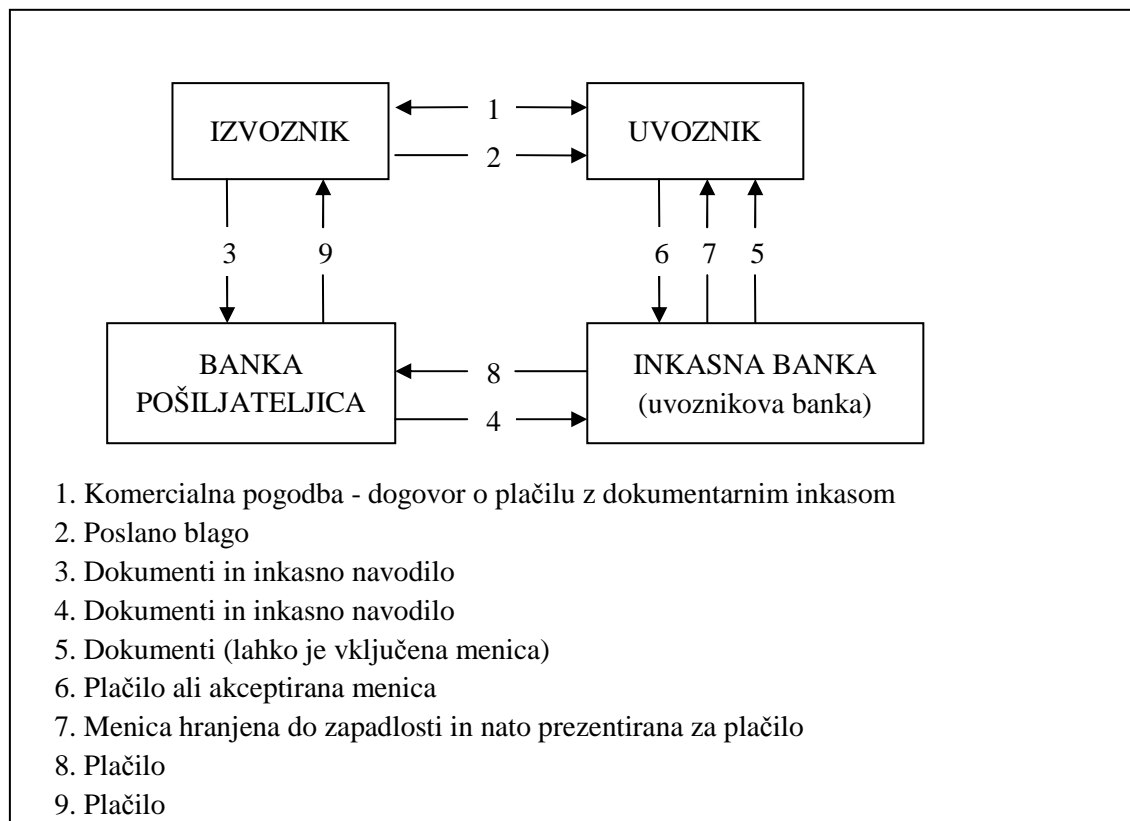 IZVOZNIK
1
UVOZNIK
2
3
9
6
7
5
BANKA
POŠILJATELJICA
8
4
INKASNA BANKA
(uvoznikova banka)
1. Komercialna pogodba - dogovor o plačilu z dokumentarnim inkasom
2. Poslano blago
3. Dokumenti in inkasno navodilo
4. Dokumenti in inkasno navodilo
5. Dokumenti (lahko je vključena menica)
6. Plačilo ali akceptirana menica
7. Menica hranjena do zapadlosti in nato prezentirana za plačilo
8. Plačilo
9. Plačilo